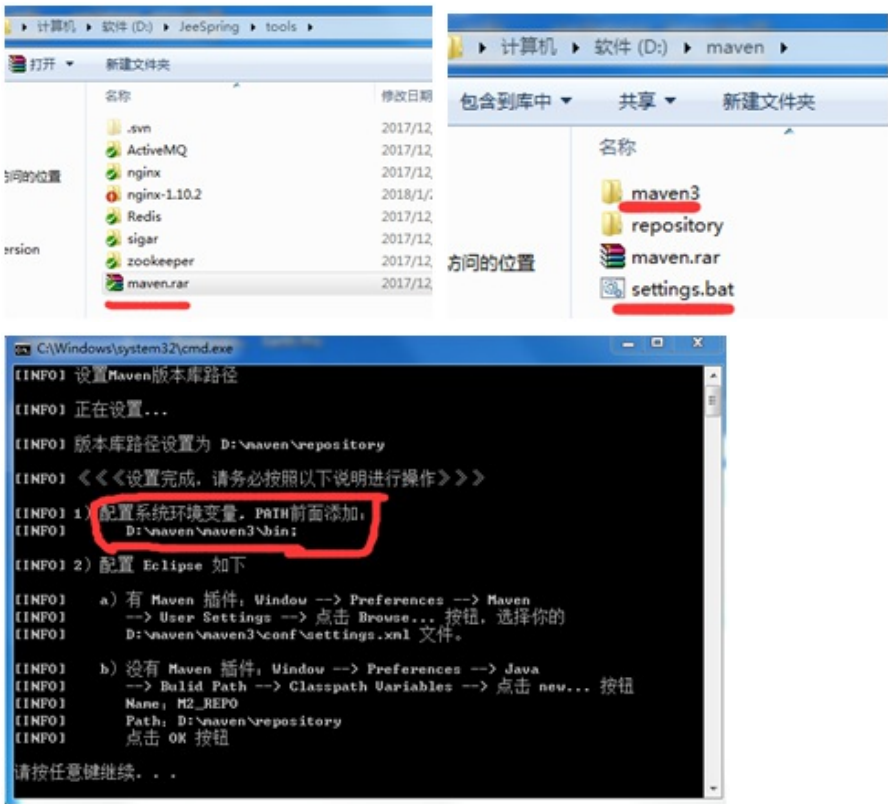 计算机 ▸ 软件 (D:) ▸ JeeSpring ▸ tools ▸
打开 新建文件夹
名称 修改日期
.svn 2017/12,
ActiveMQ 2017/12,
nginx 2017/12,
nginx-1.10.2 2018/1/
Redis 2017/12,
sigar 2017/12,
zookeeper 2017/12,
maven.rar 2017/12,
访问的位置
ersion
计算机 ▸ 软件 (D:) ▸ maven ▸
包含到库中 共享 新建文件夹
名称
maven3
repository
maven.rar
settings.bat
访问的位置
C:\Windows\system32\cmd.exe
[INFO] 设置Maven版本库路径
[INFO] 正在设置...
[INFO] 版本库路径设置为 D:\maven\repository
[INFO] 《《《设置完成，请务必按照以下说明进行操作》》》
[INFO] 1）配置系统环境变量，PATH前面添加：
[INFO] D:\maven\maven3\bin;
[INFO] 2）配置 Eclipse 如下
[INFO] a）有 Maven 插件：Window --> Preferences --> Maven
[INFO] --> User Settings --> 点击 Browse... 按钮，选择你的
[INFO] D:\maven\maven3\conf\settings.xml 文件。
[INFO] b）没有 Maven 插件：Window --> Preferences --> Java
[INFO] --> Bulid Path --> Classpath Variables --> 点击 new... 按钮
[INFO] Name：M2_REPO
[INFO] Path：D:\maven\repository
[INFO] 点击 OK 按钮
请按任意键继续. . .